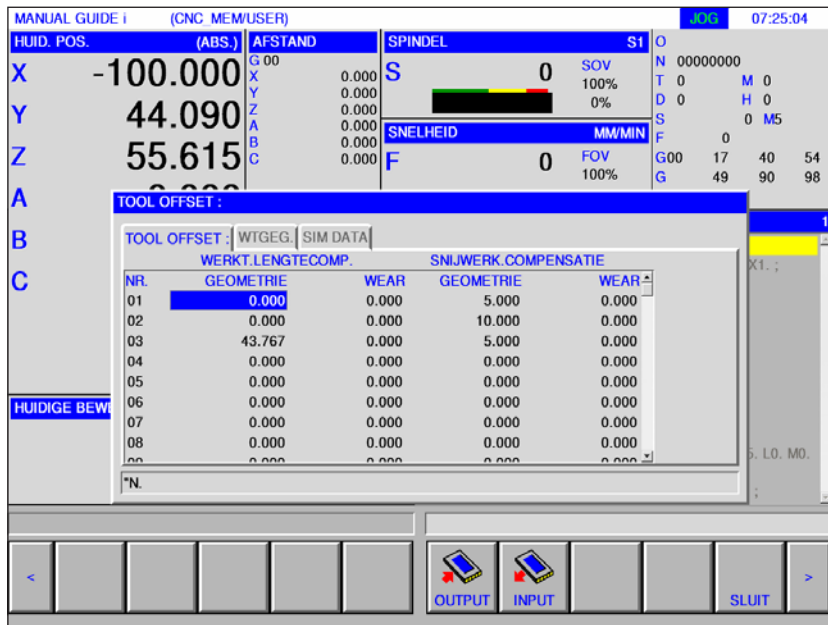 MANUAL GUIDE i (CNC_MEM/USER) JOG 07:25:04
HUID. POS. (ABS.) AFSTAND SPINDEL S1 O
G 00 N 00000000
X -100.000 X 0.000 S 0 SOV 100% 0% T 0 M 0
Y 0.000 D 0 H 0
Y 44.090 Z 0.000 S 0 M5
A 0.000 SNELHEID MM/MIN F 0
Z 55.615 B 0.000 F 0 FOV 100% G00 17 40 54
C 0.000 G 49 90 98
A
B
C
TOOL OFFSET :
1
TOOL OFFSET : WTGEG. SIM DATA
WERKT.LENGTECOMP. SNIJWERK.COMPENSATIE
X1. ;
NR. GEOMETRIE WEAR GEOMETRIE WEAR
01 0.000 0.000 5.000 0.000
02 0.000 0.000 10.000 0.000
03 43.767 0.000 5.000 0.000
04 0.000 0.000 0.000 0.000
05 0.000 0.000 0.000 0.000
06 0.000 0.000 0.000 0.000
07 0.000 0.000 0.000 0.000
08 0.000 0.000 0.000 0.000
HUIDIGE BEW
5. L0. M0.
"N.
;
< OUTPUT INPUT SLUIT >